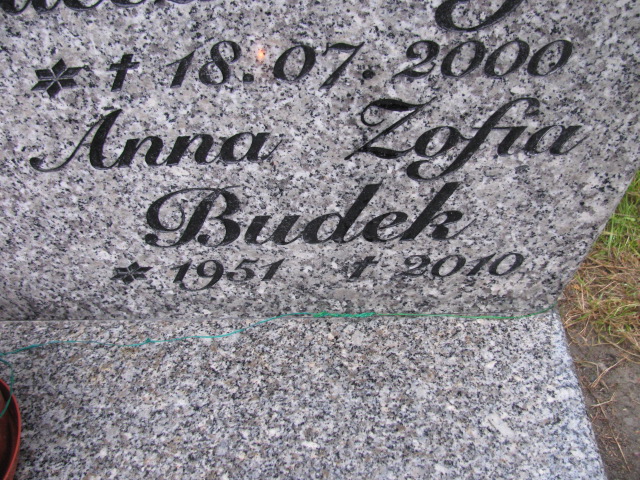 * † 18.07.2000
Anna Zofia
Budek
* 1951 † 2010